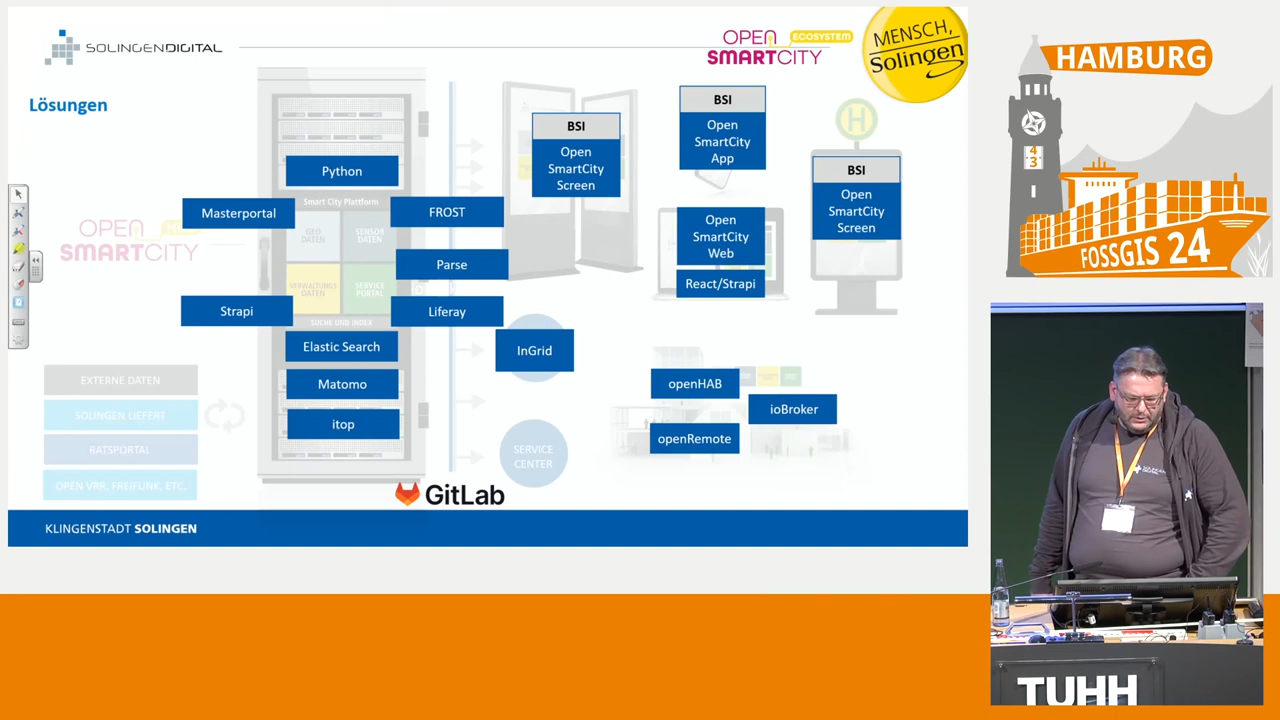 SOLINGENDIGITAL
OPEN ECOSYSTEM
SMARTCITY
MENSCH,
Solingen
Lösungen
BSI
Open
SmartCity
Screen
BSI
Open
SmartCity
App
H
BSI
Open
SmartCity
Screen
Python
Smart City Plattform
Masterportal
FROST
GEO
DATEN
SENSOR
DATEN
OPEN
SMARTCITY
Open
SmartCity
Web
React/Strapi
Parse
VERWALTUNGS
DATEN
SERVICE
PORTAL
Strapi
Liferay
SUCHE UND INDEX
Elastic Search
InGrid
Matomo
itop
openHAB
ioBroker
openRemote
EXTERNE DATEN
SOLINGEN LIEFERT
RATSPORTAL
OPEN VRR, FREIFUNK, ETC.
SERVICE
CENTER
GitLab
KLINGENSTADT SOLINGEN
HAMBURG
4
3
FOSSGIS 24
TUHH